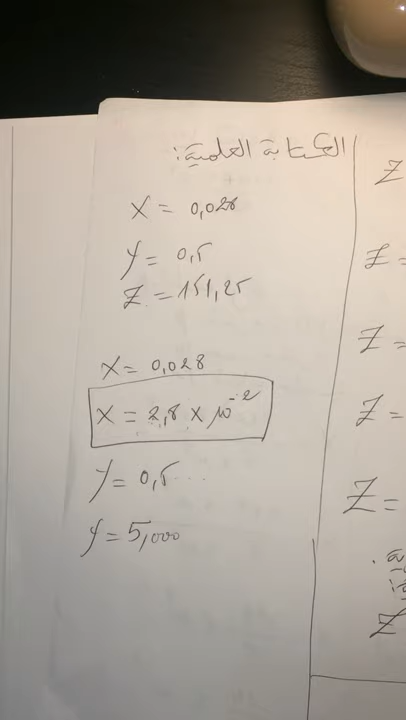 الكتابة العلمية:
X = 0,028
y = 0,5
Z = 151,25
X = 0,028
X = 2,8 × 10⁻²
y = 0,5...
y = 5,000
Z
Z =
Z =
Z =
Z =
Z